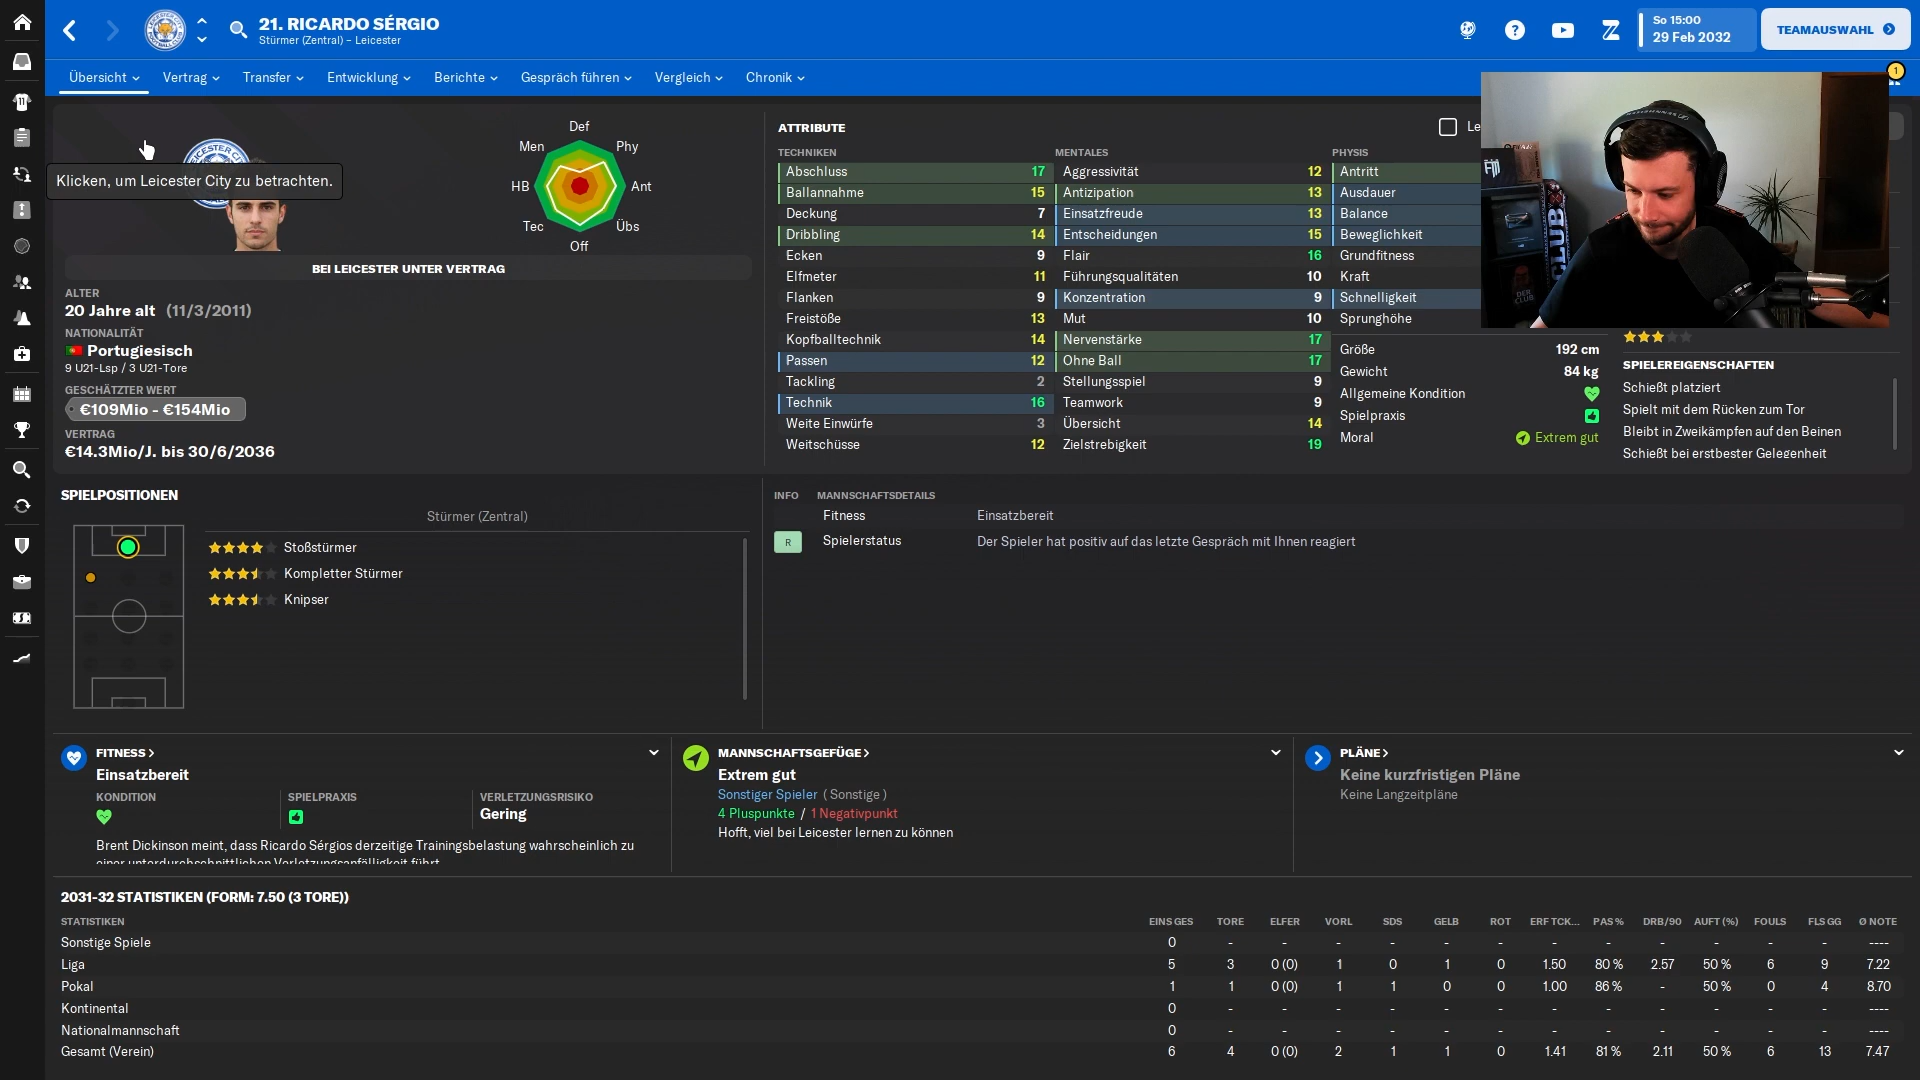 21. RICARDO SÉRGIO
Stürmer (Zentral) – Leicester
So 15:00
29 Feb 2032
TEAMAUSWAHL
Übersicht
Vertrag
Transfer
Entwicklung
Berichte
Gespräch führen
Vergleich
Chronik
1
Klicken, um Leicester City zu betrachten.
Def
Men
Phy
HB
Ant
Tec
Übs
Off
BEI LEICESTER UNTER VERTRAG
ALTER
20 Jahre alt (11/3/2011)
NATIONALITÄT
Portugiesisch
9 U21-Lsp / 3 U21-Tore
GESCHÄTZTER WERT
€109Mio - €154Mio
VERTRAG
€14.3Mio/J. bis 30/6/2036
ATTRIBUTE
Le
TECHNIKEN
Abschluss 17
Ballannahme 15
Deckung 7
Dribbling 14
Ecken 9
Elfmeter 11
Flanken 9
Freistöße 13
Kopfballtechnik 14
Passen 12
Tackling 2
Technik 16
Weite Einwürfe 3
Weitschüsse 12
MENTALES
Aggressivität 12
Antizipation 13
Einsatzfreude 13
Entscheidungen 15
Flair 16
Führungsqualitäten 10
Konzentration 9
Mut 10
Nervenstärke 17
Ohne Ball 17
Stellungsspiel 9
Teamwork 9
Übersicht 14
Zielstrebigkeit 19
PHYSIS
Antritt
Ausdauer
Balance
Beweglichkeit
Grundfitness
Kraft
Schnelligkeit
Sprunghöhe
Größe 192 cm
Gewicht 84 kg
Allgemeine Kondition
Spielpraxis
Moral Extrem gut
SPIELEREIGENSCHAFTEN
Schießt platziert
Spielt mit dem Rücken zum Tor
Bleibt in Zweikämpfen auf den Beinen
Schießt bei erstbester Gelegenheit
SPIELPOSITIONEN
Stürmer (Zentral)
Stoßstürmer
Kompletter Stürmer
Knipser
INFO MANNSCHAFTSDETAILS
Fitness Einsatzbereit
R Spielerstatus Der Spieler hat positiv auf das letzte Gespräch mit Ihnen reagiert
FITNESS
Einsatzbereit
KONDITION SPIELPRAXIS VERLETZUNGSRISIKO
Gering
Brent Dickinson meint, dass Ricardo Sérgios derzeitige Trainingsbelastung wahrscheinlich zu
einer unterdurchschnittlichen Verletzungsanfälligkeit führt.
MANNSCHAFTSGEFÜGE
Extrem gut
Sonstiger Spieler ( Sonstige )
4 Pluspunkte / 1 Negativpunkt
Hofft, viel bei Leicester lernen zu können
PLÄNE
Keine kurzfristigen Pläne
Keine Langzeitpläne
2031-32 STATISTIKEN (FORM: 7.50 (3 TORE))
STATISTIKEN EINS GES TORE ELFER VORL SDS GELB ROT ERF TCK... PAS % DRB/90 AUFT (%) FOULS FLS GG Ø NOTE
Sonstige Spiele 0 - - - - - - - - - - - - ----
Liga 5 3 0 (0) 1 0 1 0 1.50 80 % 2.57 50 % 6 9 7.22
Pokal 1 1 0 (0) 1 1 0 0 1.00 86 % - 50 % 0 4 8.70
Kontinental 0 - - - - - - - - - - - - ----
Nationalmannschaft 0 - - - - - - - - - - - - ----
Gesamt (Verein) 6 4 0 (0) 2 1 1 0 1.41 81 % 2.11 50 % 6 13 7.47